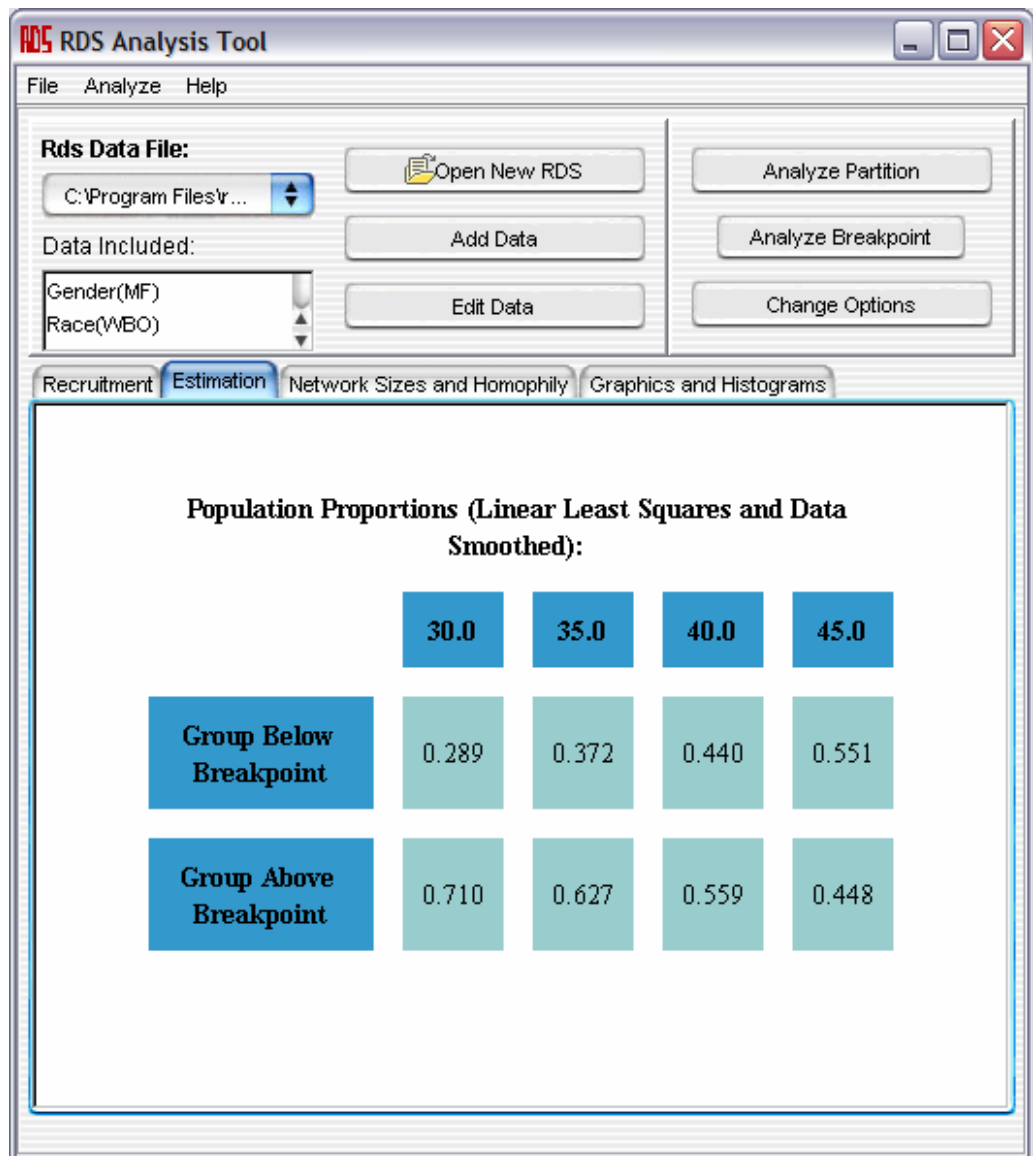 RDS RDS Analysis Tool
File Analyze Help
Rds Data File:
C:\Program Files\r...
Data Included:
Gender(MF)
Race(WBO)
Open New RDS
Add Data
Edit Data
Analyze Partition
Analyze Breakpoint
Change Options
Recruitment Estimation Network Sizes and Homophily Graphics and Histograms
Population Proportions (Linear Least Squares and Data
Smoothed):
30.0 35.0 40.0 45.0
Group Below
Breakpoint
0.289 0.372 0.440 0.551
Group Above
Breakpoint
0.710 0.627 0.559 0.448